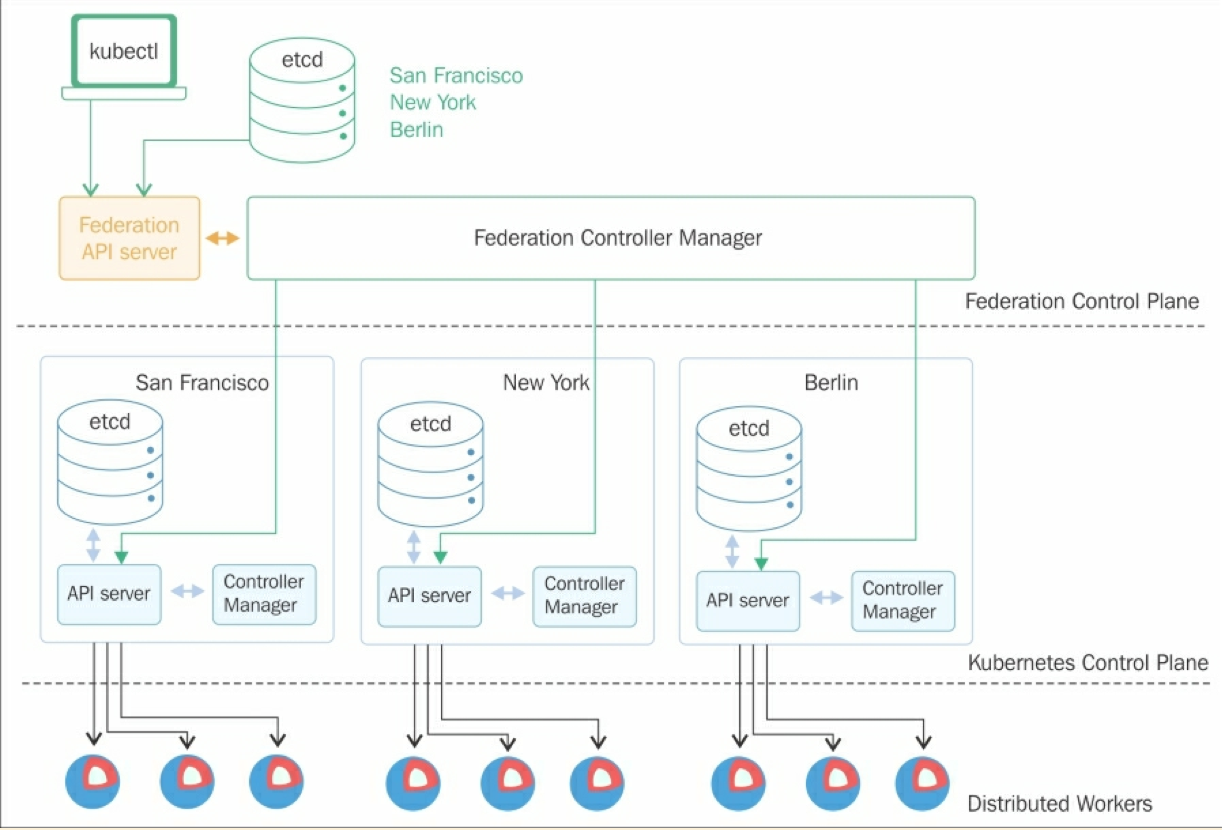 kubectl
etcd
San Francisco
New York
Berlin
Federation
API server
Federation Controller Manager
Federation Control Plane
San Francisco
etcd
API server
Controller
Manager
New York
etcd
API server
Controller
Manager
Berlin
etcd
API server
Controller
Manager
Kubernetes Control Plane
Distributed Workers